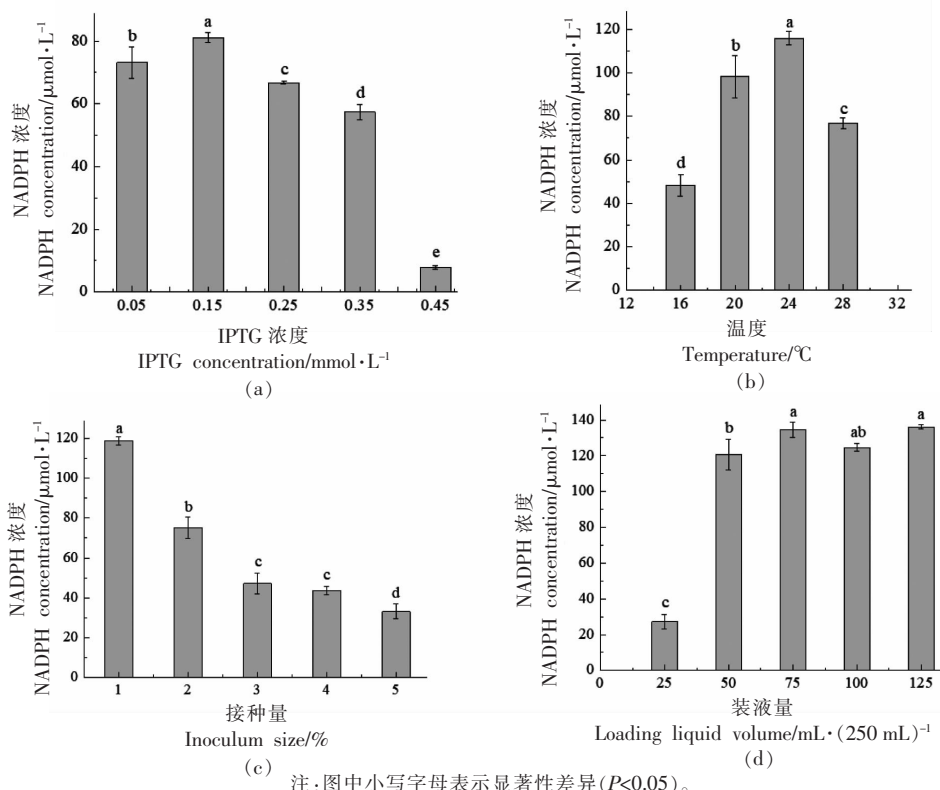 80
60
40
20
0
b
a
c
d
e
0.05 0.15 0.25 0.35 0.45
NADPH 浓度
NADPH concentration/μmol·L⁻¹
IPTG 浓度
IPTG concentration/mmol·L⁻¹
(a)
120
100
80
60
40
20
0
d
b
a
c
12 16 20 24 28 32
NADPH 浓度
NADPH concentration/μmol·L⁻¹
温度
Temperature/℃
(b)
120
100
80
60
40
20
0
a
b
c
c
d
1 2 3 4 5
NADPH 浓度
NADPH concentration/μmol·L⁻¹
接种量
Inoculum size/%
(c)
140
120
100
80
60
40
20
0
c
b
a
ab
a
0 25 50 75 100 125
NADPH 浓度
NADPH concentration/μmol·L⁻¹
装液量
Loading liquid volume/mL·(250 mL)⁻¹
(d)
注:图中小写字母表示显著性差异(P<0.05)。